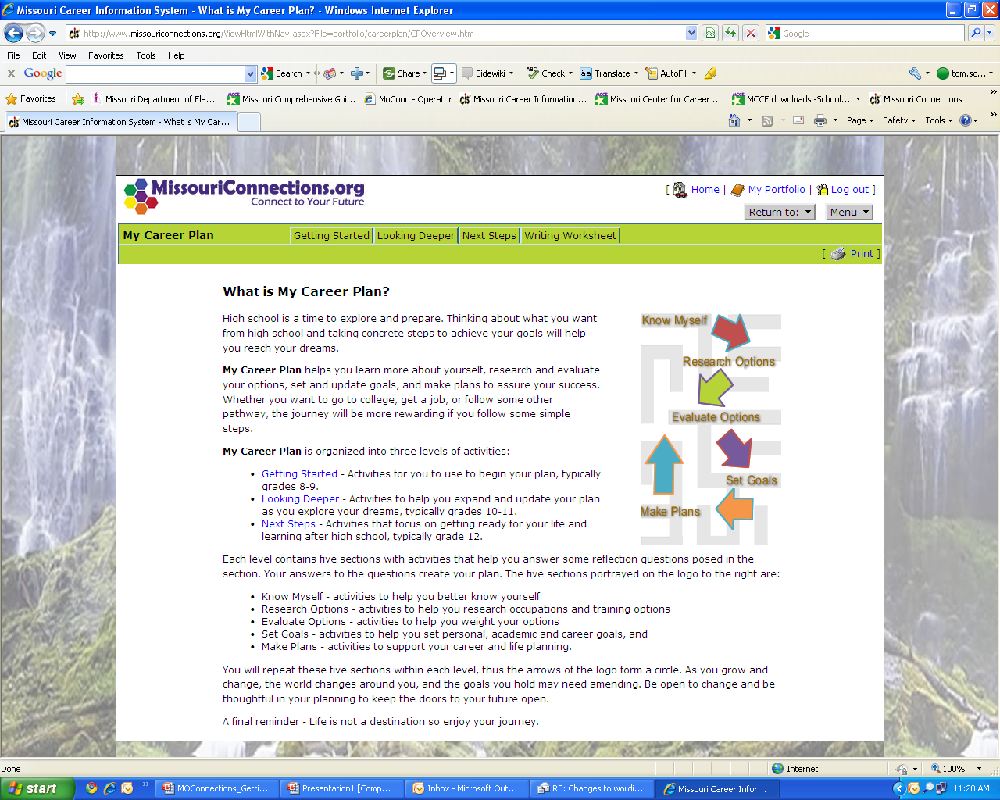 Missouri Career Information System - What is My Career Plan? - Windows Internet Explorer
http://www.missouriconnections.org/ViewHtmlWithNav.aspx?File=portfolio/careerplan/CPOverview.htm
Google
File Edit View Favorites Tools Help
x Google Search Share Sidewiki Check Translate AutoFill tom.sc...
Favorites Missouri Department of Ele... Missouri Comprehensive Gui... MoConn - Operator Missouri Career Information... Missouri Center for Career ... MCCE downloads -School... Missouri Connections
Missouri Career Information System - What is My Car... Page Safety Tools
MissouriConnections.org
Connect to Your Future
[ Home | My Portfolio | Log out ]
Return to: Menu
My Career Plan Getting Started Looking Deeper Next Steps Writing Worksheet
[ Print ]
What is My Career Plan?
High school is a time to explore and prepare. Thinking about what you want
from high school and taking concrete steps to achieve your goals will help
you reach your dreams.
My Career Plan helps you learn more about yourself, research and evaluate
your options, set and update goals, and make plans to assure your success.
Whether you want to go to college, get a job, or follow some other
pathway, the journey will be more rewarding if you follow some simple
steps.
My Career Plan is organized into three levels of activities:
• Getting Started - Activities for you to use to begin your plan, typically
grades 8-9.
• Looking Deeper - Activities to help you expand and update your plan
as you explore your dreams, typically grades 10-11.
• Next Steps - Activities that focus on getting ready for your life and
learning after high school, typically grade 12.
Know Myself
Research Options
Evaluate Options
Set Goals
Make Plans
Each level contains five sections with activities that help you answer some reflection questions posed in the
section. Your answers to the questions create your plan. The five sections portrayed on the logo to the right are:
• Know Myself - activities to help you better know yourself
• Research Options - activities to help you research occupations and training options
• Evaluate Options - activities to help you weight your options
• Set Goals - activities to help you set personal, academic and career goals, and
• Make Plans - activities to support your career and life planning.
You will repeat these five sections within each level, thus the arrows of the logo form a circle. As you grow and
change, the world changes around you, and the goals you hold may need amending. Be open to change and be
thoughtful in your planning to keep the doors to your future open.
A final reminder - Life is not a destination so enjoy your journey.
Done Internet 100%
start MOConnections_Getti... Presentation1 [Comp... Inbox - Microsoft Out... RE: Changes to wordi... Missouri Career Infor... 11:28 AM